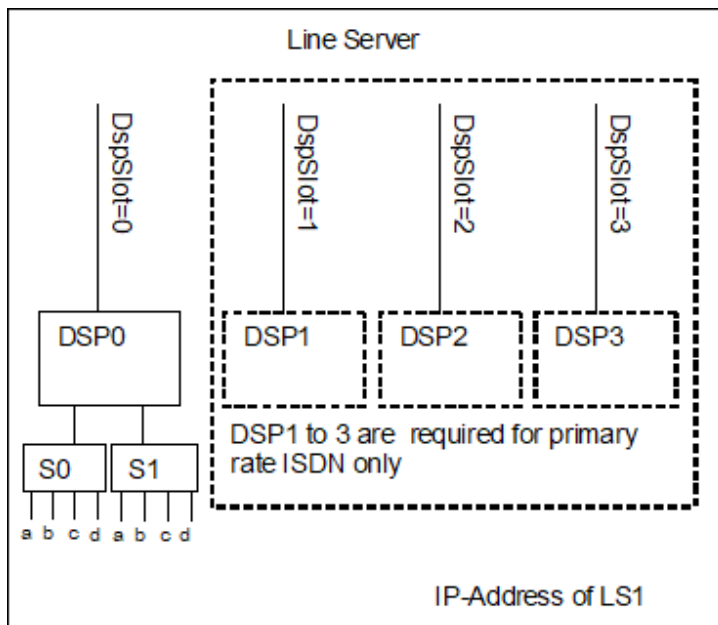 Line Server
DspSlot=0
DspSlot=1
DspSlot=2
DspSlot=3
DSP0
DSP1
DSP2
DSP3
DSP1 to 3 are required for primary
rate ISDN only
S0
S1
a b c d a b c d
IP-Address of LS1